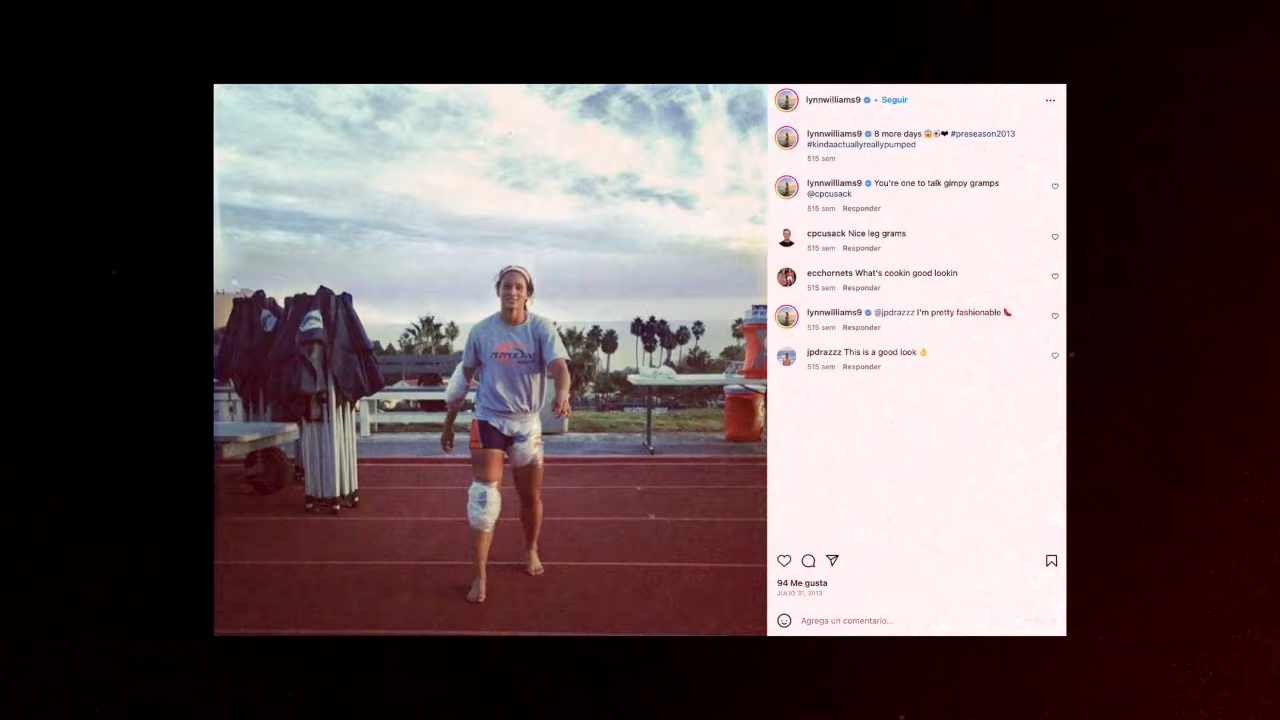 lynnwilliams9 • Seguir
lynnwilliams9 8 more days 😱⚽❤ #preseason2013
#kindaactuallyreallypumped
515 sem
lynnwilliams9 You're one to talk gimpy gramps
@cpcusack
515 sem Responder
cpcusack Nice leg grams
515 sem Responder
ecchornets What's cookin good lookin
515 sem Responder
lynnwilliams9 @jpdrazzz I'm pretty fashionable 👠
515 sem Responder
jpdrazzz This is a good look 👌
515 sem Responder
94 Me gusta
JULIO 31, 2013
Agrega un comentario...